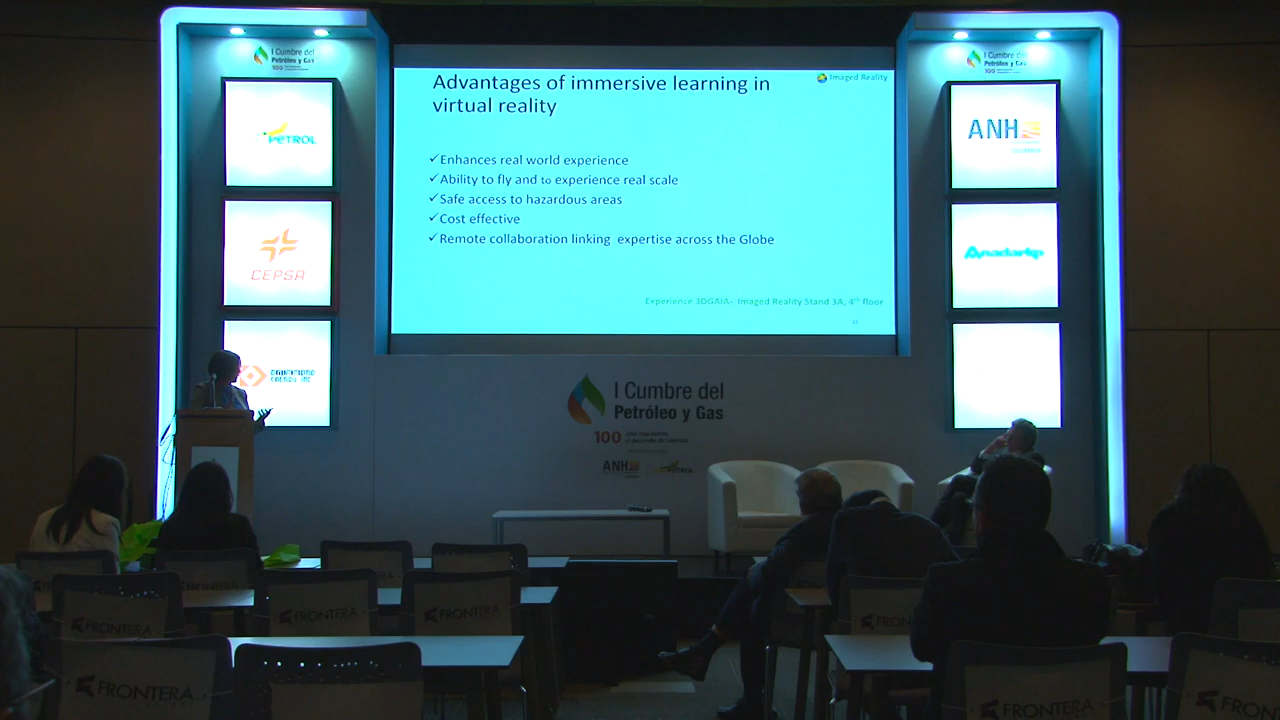 I Cumbre del
Petróleo y Gas
100
PETROL
CEPSA
Advantages of immersive learning in
virtual reality
Imaged Reality
✓Enhances real world experience
✓Ability to fly and to experience real scale
✓Safe access to hazardous areas
✓Cost effective
✓Remote collaboration linking expertise across the Globe
Experience 3DGAIA- Imaged Reality Stand 3A, 4th floor
I Cumbre del
Petróleo y Gas
100
ANH
Anadarko
I Cumbre del
Petróleo y Gas
100
ANH
PETROL
FRONTERA
FRONTERA
FRONTERA
FRONTERA
FRONTERA
FRONTERA